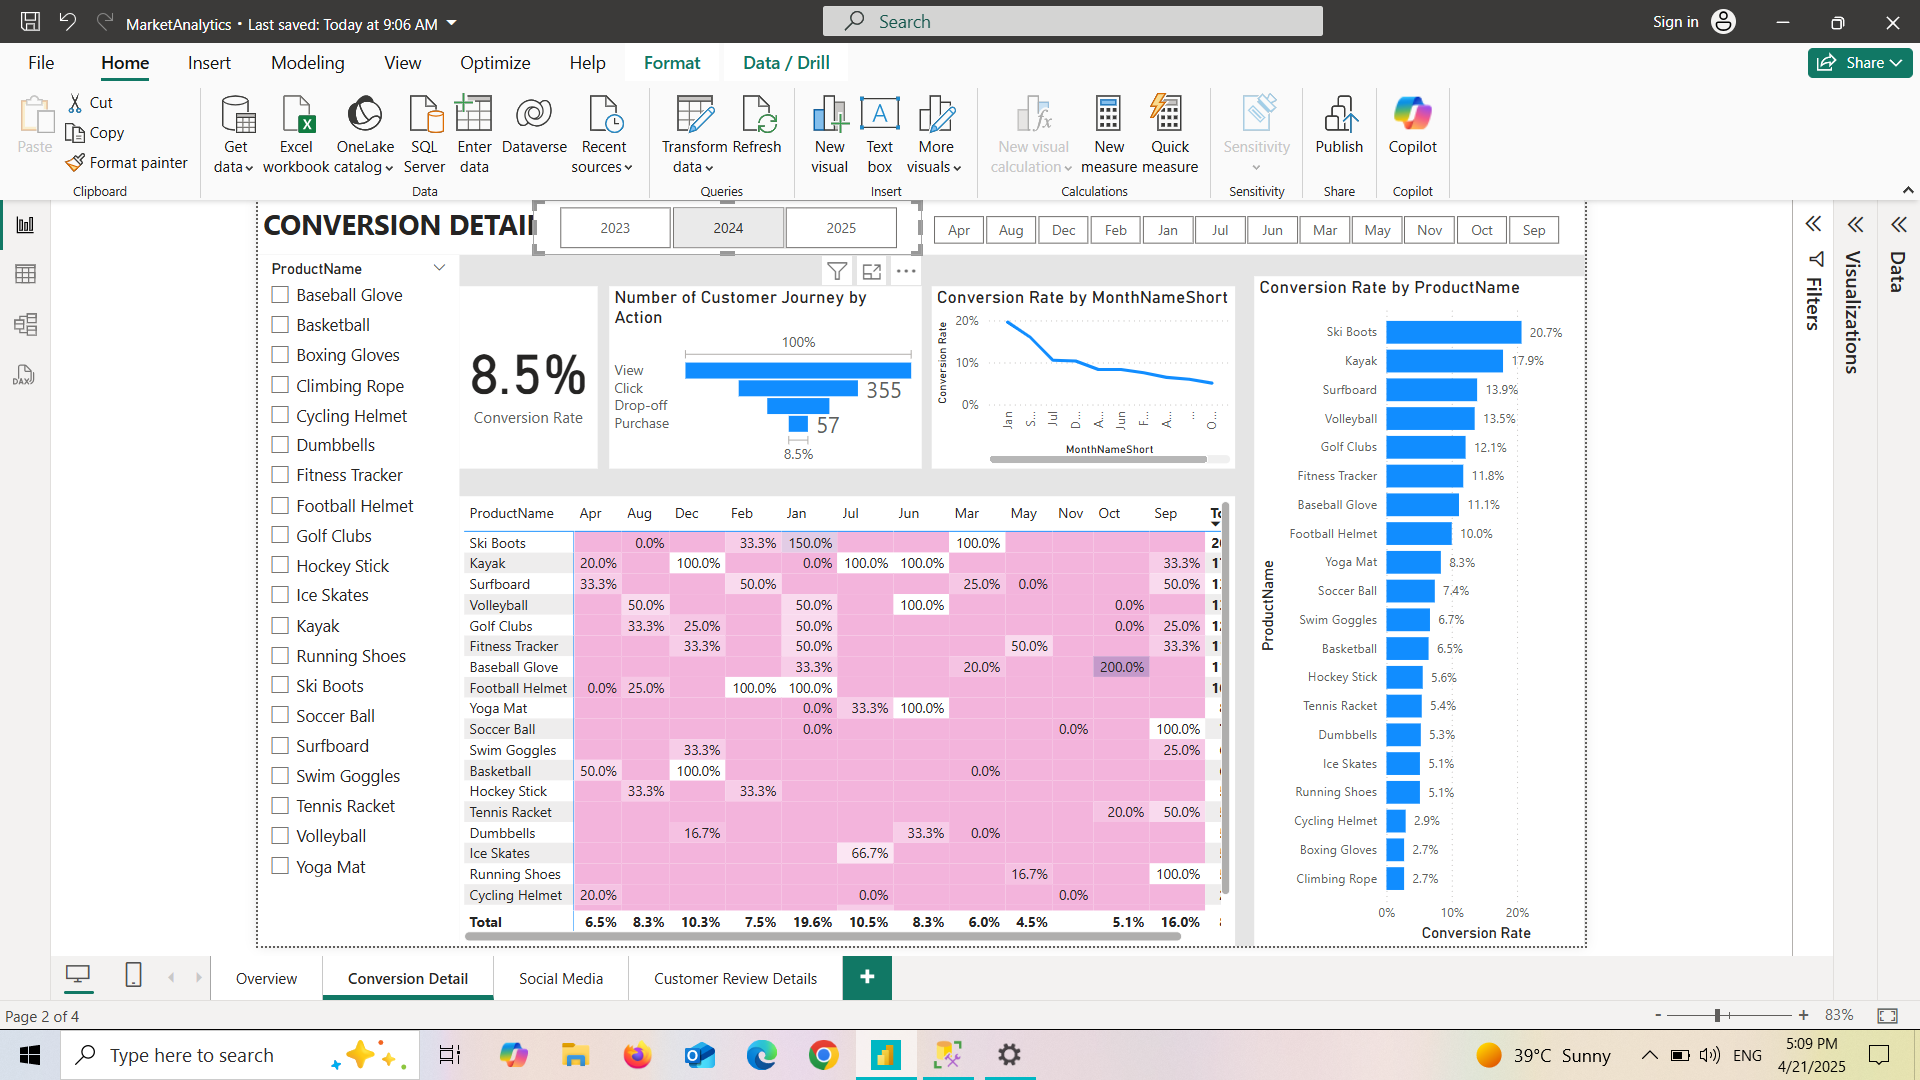 MarketAnalytics • Last saved: Today at 9:06 AM
Search
Sign in
File Home Insert Modeling View Optimize Help Format Data / Drill
Share
Paste
Cut
Copy
Format painter
Clipboard
Get data
Excel workbook
OneLake catalog
SQL Server
Enter data
Dataverse
Recent sources
Data
Transform data
Refresh
Queries
New visual
Text box
More visuals
Insert
New visual calculation
New measure
Quick measure
Calculations
Sensitivity
Sensitivity
Publish
Share
Copilot
Copilot
CONVERSION DETAIL
2023 2024 2025
Apr Aug Dec Feb Jan Jul Jun Mar May Nov Oct Sep
ProductName
Baseball Glove
Basketball
Boxing Gloves
Climbing Rope
Cycling Helmet
Dumbbells
Fitness Tracker
Football Helmet
Golf Clubs
Hockey Stick
Ice Skates
Kayak
Running Shoes
Ski Boots
Soccer Ball
Surfboard
Swim Goggles
Tennis Racket
Volleyball
Yoga Mat
8.5%
Conversion Rate
Number of Customer Journey by
Action
100%
View
Click 355
Drop-off
Purchase 57
8.5%
Conversion Rate by MonthNameShort
Conversion Rate
20%
10%
0%
Jan S... Jul D... A... Jun F... A... ... O...
MonthNameShort
Conversion Rate by ProductName
ProductName
Ski Boots 20.7%
Kayak 17.9%
Surfboard 13.9%
Volleyball 13.5%
Golf Clubs 12.1%
Fitness Tracker 11.8%
Baseball Glove 11.1%
Football Helmet 10.0%
Yoga Mat 8.3%
Soccer Ball 7.4%
Swim Goggles 6.7%
Basketball 6.5%
Hockey Stick 5.6%
Tennis Racket 5.4%
Dumbbells 5.3%
Ice Skates 5.1%
Running Shoes 5.1%
Cycling Helmet 2.9%
Boxing Gloves 2.7%
Climbing Rope 2.7%
0% 10% 20%
Conversion Rate
ProductName Apr Aug Dec Feb Jan Jul Jun Mar May Nov Oct Sep
Ski Boots 0.0% 33.3% 150.0% 100.0%
Kayak 20.0% 100.0% 0.0% 100.0% 100.0% 33.3%
Surfboard 33.3% 50.0% 25.0% 0.0% 50.0%
Volleyball 50.0% 50.0% 100.0% 0.0%
Golf Clubs 33.3% 25.0% 50.0% 0.0% 25.0%
Fitness Tracker 33.3% 50.0% 50.0% 33.3%
Baseball Glove 33.3% 20.0% 200.0%
Football Helmet 0.0% 25.0% 100.0% 100.0%
Yoga Mat 0.0% 33.3% 100.0%
Soccer Ball 0.0% 0.0% 100.0%
Swim Goggles 33.3% 25.0%
Basketball 50.0% 100.0% 0.0%
Hockey Stick 33.3% 33.3%
Tennis Racket 20.0% 50.0%
Dumbbells 16.7% 33.3% 0.0%
Ice Skates 66.7%
Running Shoes 16.7% 100.0%
Cycling Helmet 20.0% 0.0% 0.0%
Total 6.5% 8.3% 10.3% 7.5% 19.6% 10.5% 8.3% 6.0% 4.5% 5.1% 16.0%
Filters
Visualizations
Data
DAX
Overview Conversion Detail Social Media Customer Review Details
Page 2 of 4
- + 83%
Type here to search
39°C Sunny
ENG
5:09 PM
4/21/2025